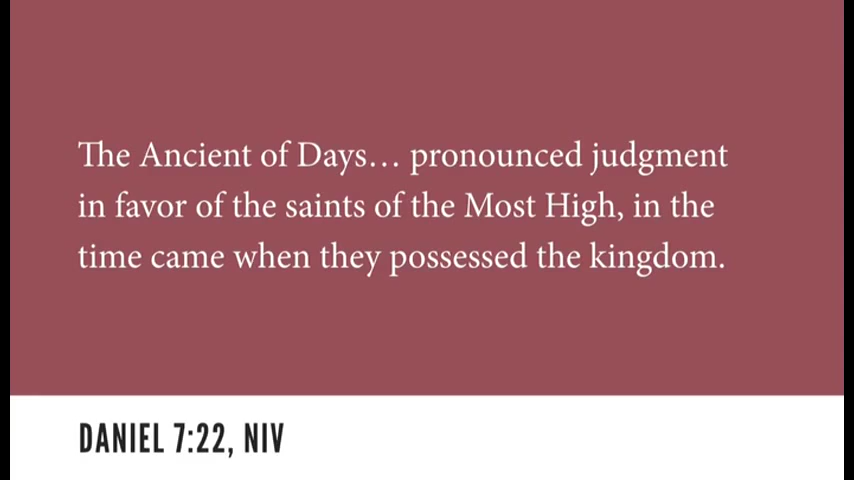 The Ancient of Days… pronounced judgment
in favor of the saints of the Most High, in the
time came when they possessed the kingdom.
DANIEL 7:22, NIV